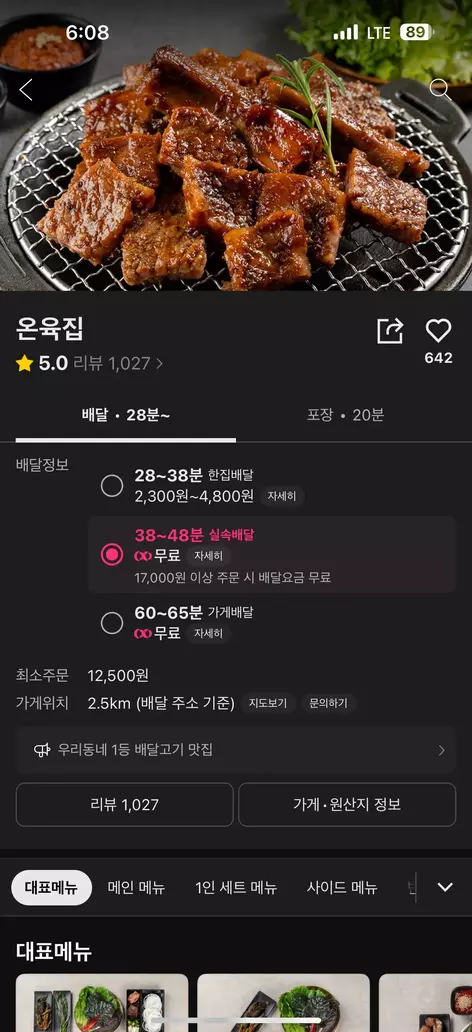 6:08 LTE 89
온육집
5.0 리뷰 1,027
642
배달 • 28분~
포장 • 20분
배달정보
28~38분 한집배달
2,300원~4,800원 자세히
38~48분 실속배달
무료 자세히
17,000원 이상 주문 시 배달요금 무료
60~65분 가게배달
무료 자세히
최소주문 12,500원
가게위치 2.5km (배달 주소 기준) 지도보기 문의하기
우리동네 1등 배달고기 맛집
리뷰 1,027
가게•원산지 정보
대표메뉴 메인 메뉴 1인 세트 메뉴 사이드 메뉴
대표메뉴